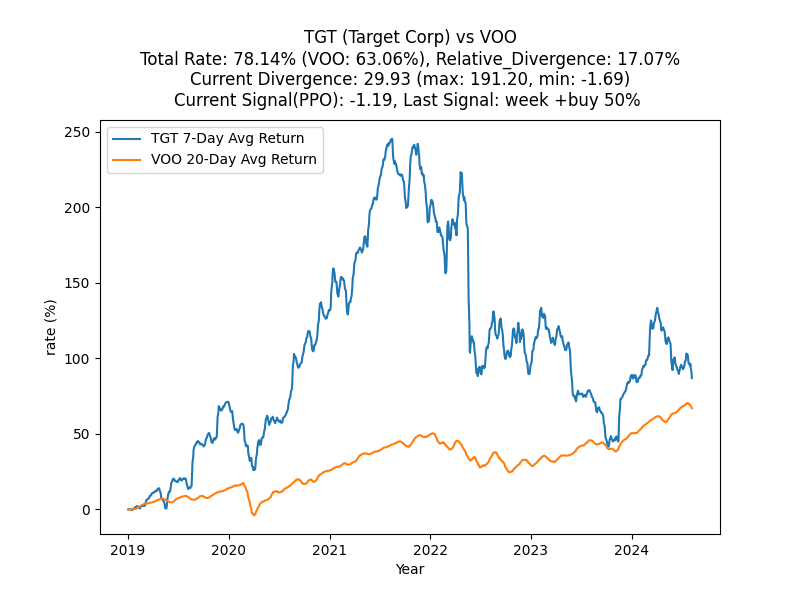 TGT (Target Corp) vs VOO
Total Rate: 78.14% (VOO: 63.06%), Relative_Divergence: 17.07%
Current Divergence: 29.93 (max: 191.20, min: -1.69)
Current Signal(PPO): -1.19, Last Signal: week +buy 50%
TGT 7-Day Avg Return
VOO 20-Day Avg Return
250
200
150
100
50
0
rate (%)
2019 2020 2021 2022 2023 2024
Year